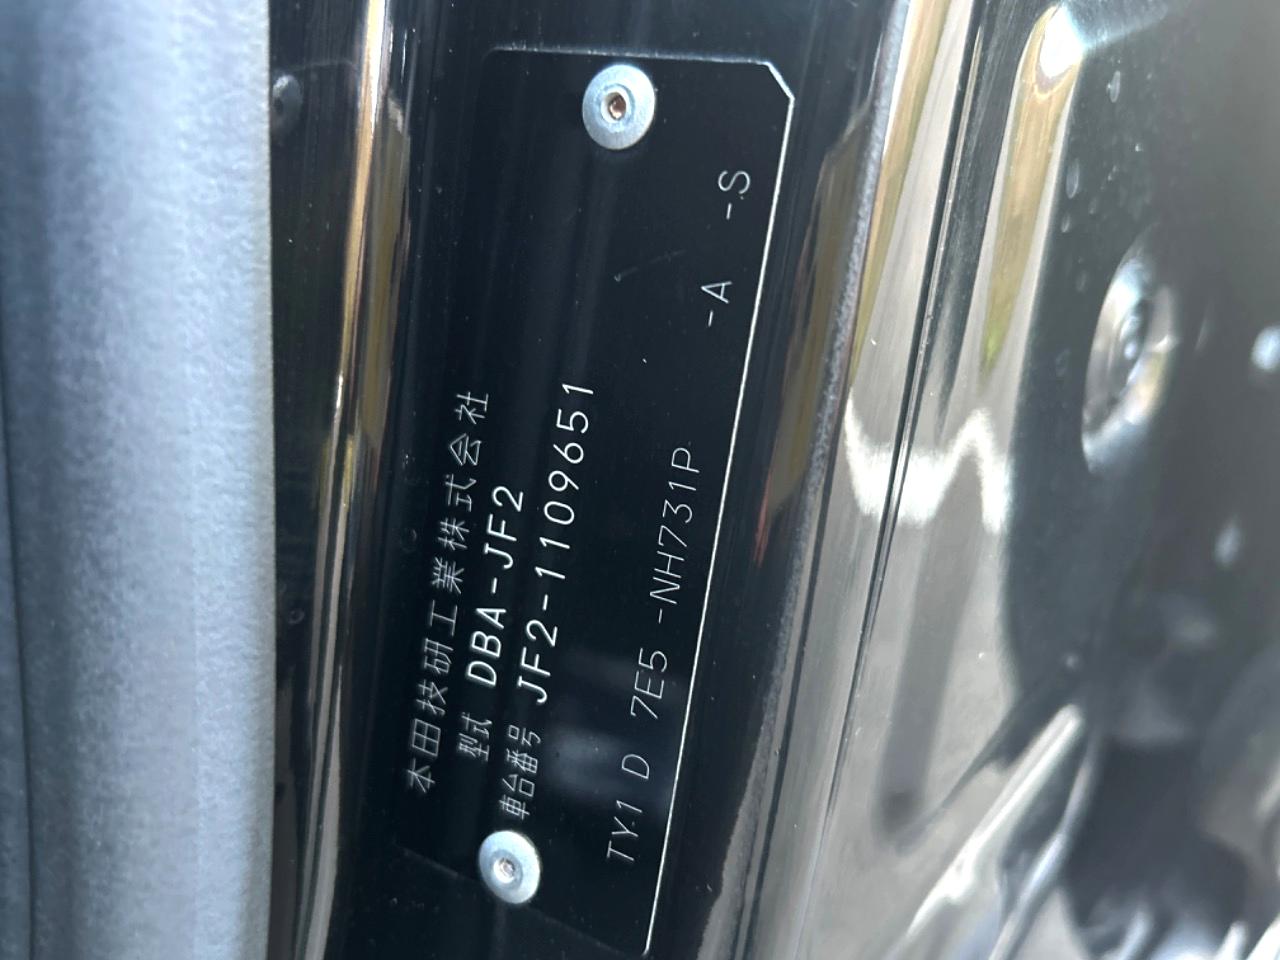 本田技研工業株式会社
型式 DBA-JF2
車台番号 JF2-1109651
TY1 D 7E5 -NH731P -A -S